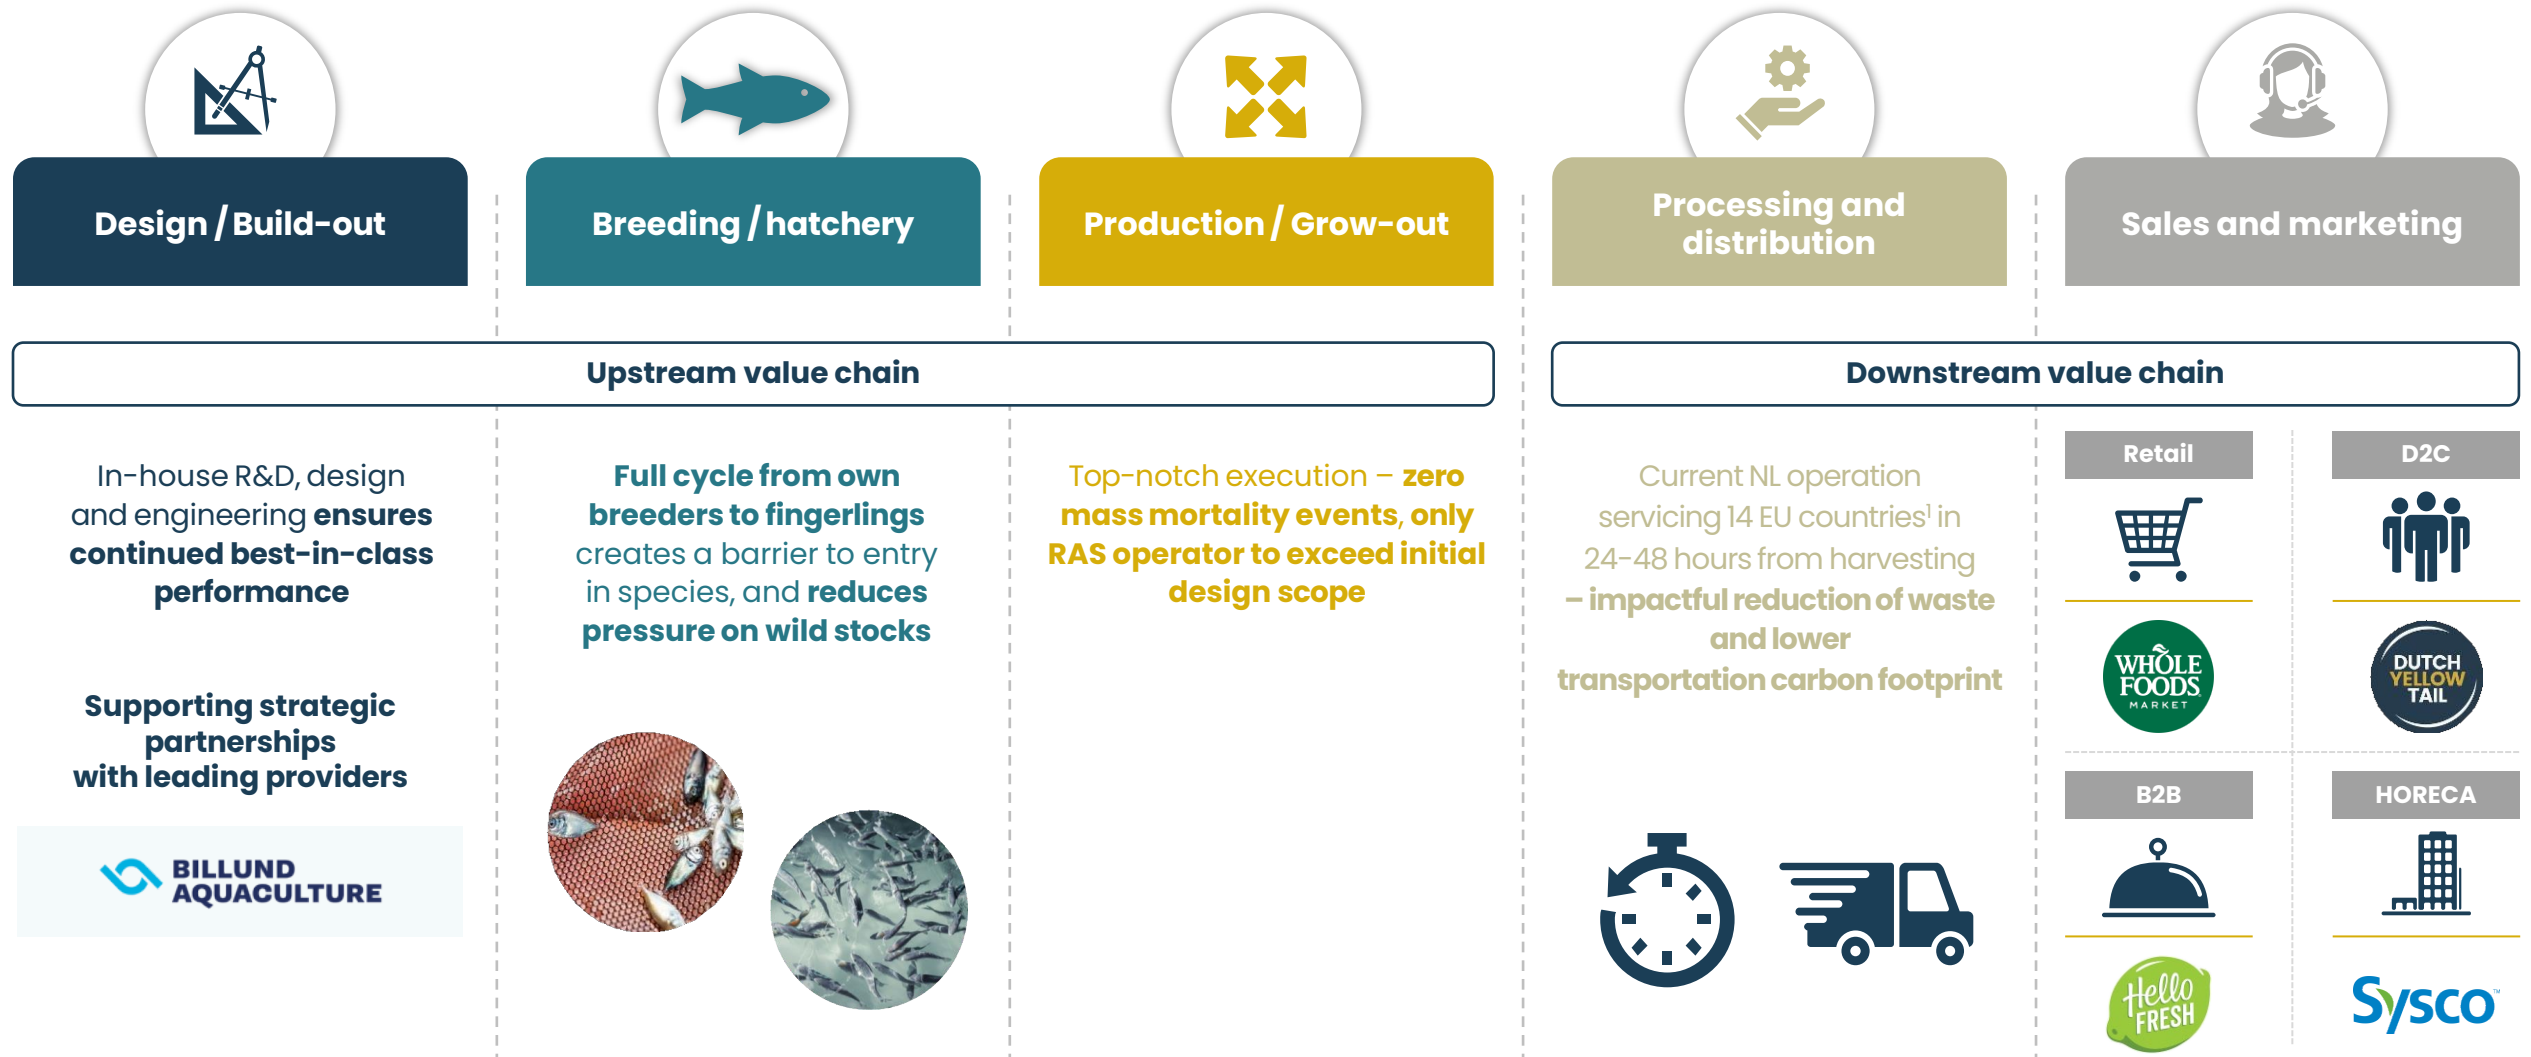 Design / Build-out
Breeding / hatchery
Production / Grow-out
Processing and
distribution
Sales and marketing
Upstream value chain
Downstream value chain
In-house R&D, design
and engineering ensures
continued best-in-class
performance
Supporting strategic
partnerships
with leading providers
BILLUND
AQUACULTURE
Full cycle from own
breeders to fingerlings
creates a barrier to entry
in species, and reduces
pressure on wild stocks
Top-notch execution – zero
mass mortality events, only
RAS operator to exceed initial
design scope
Current NL operation
servicing 14 EU countries¹ in
24-48 hours from harvesting
– impactful reduction of waste
and lower
transportation carbon footprint
Retail
WHOLE
FOODS
MARKET
D2C
DUTCH
YELLOW
TAIL
B2B
Hello
FRESH
HORECA
Sysco™